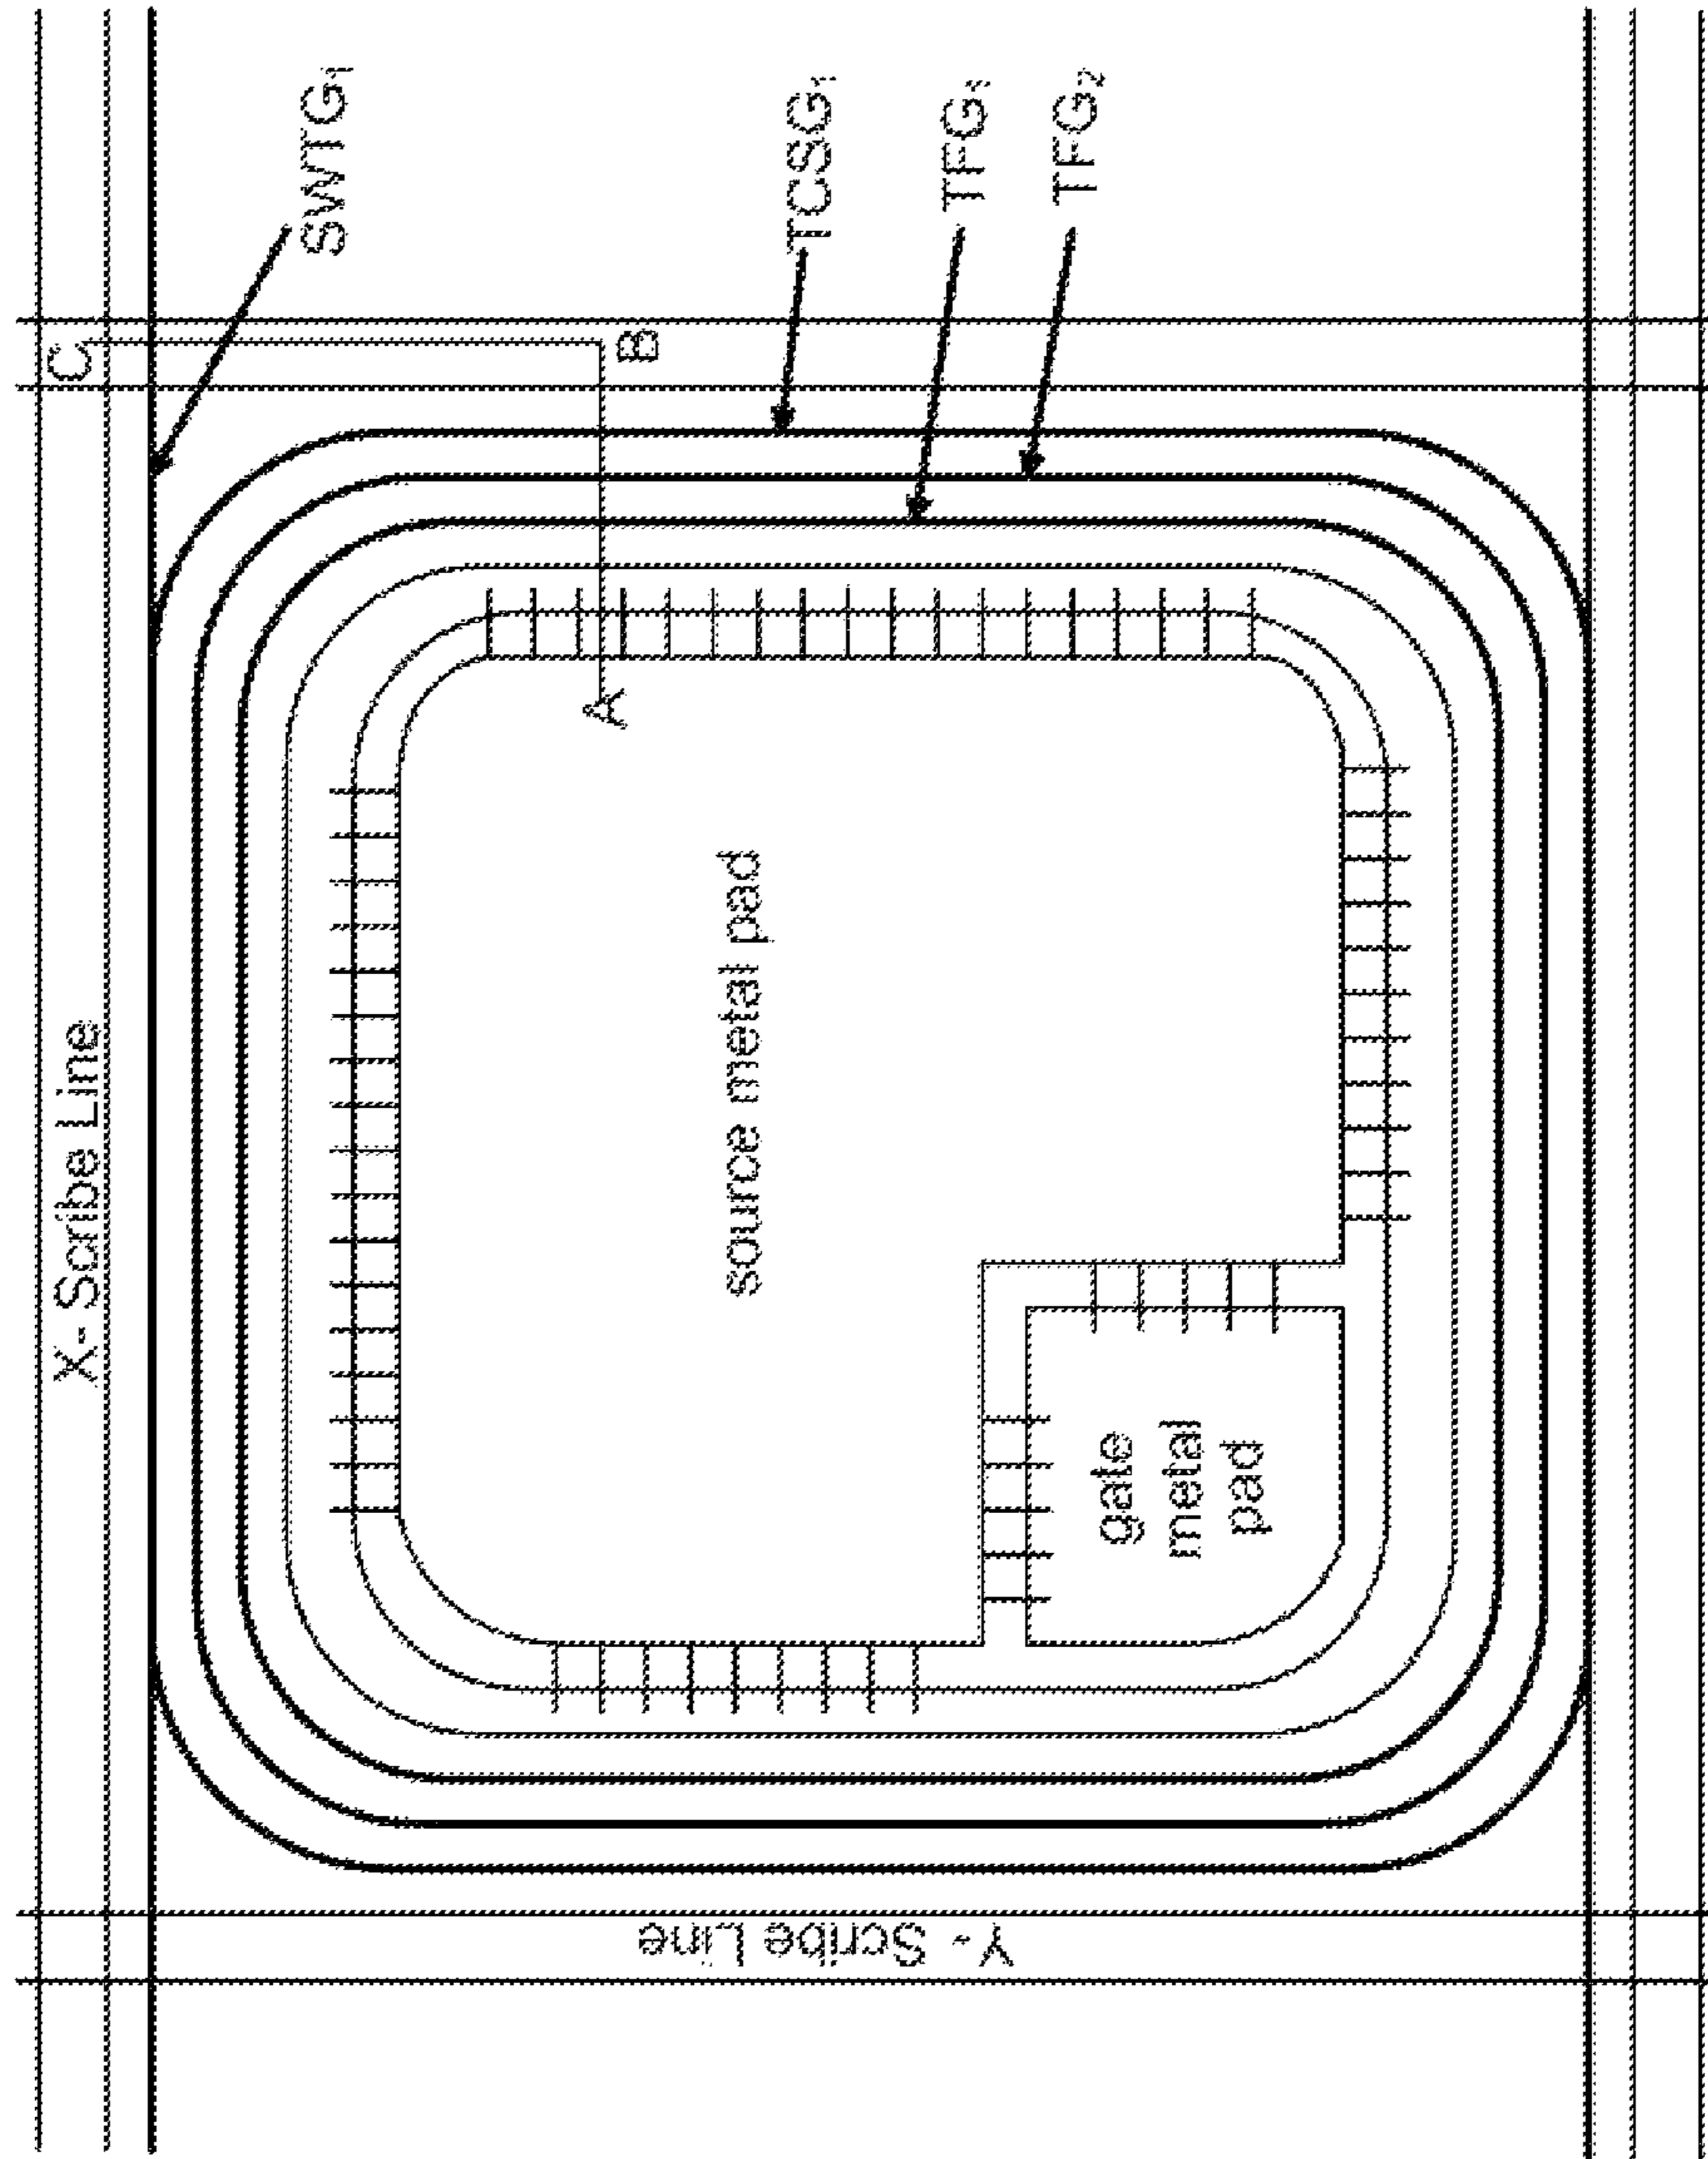 X- Scribe Line
C
SWTG₁
B
TCSG₁
TFG₁
TFG₂
A
source metal pad
gate
metal
pad
Y - Scribe Line